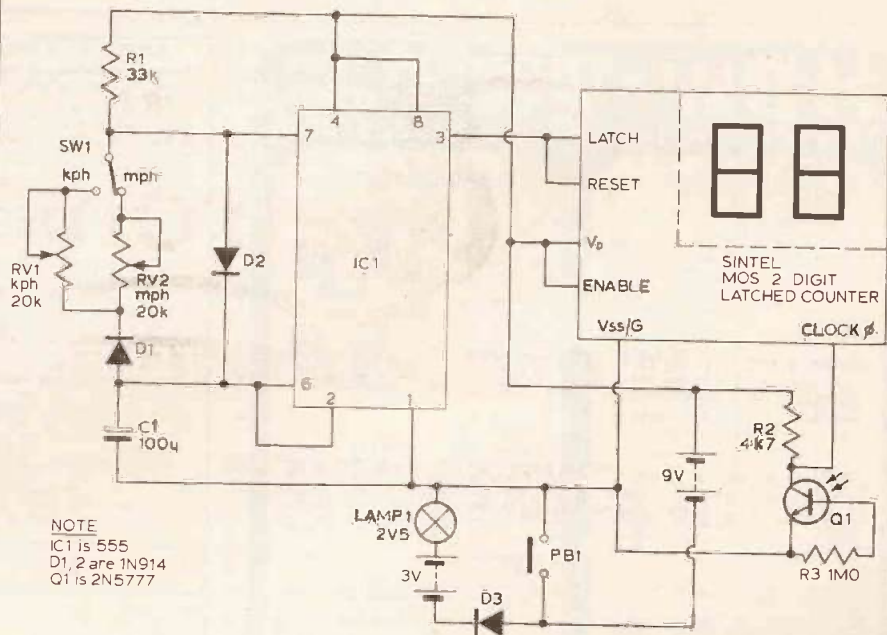 R1
33k
SW1
kph
mph
RV1
kph
20k
RV2
mph
20k
D1
C1
100u
D2
7
4
8
3
IC1
6
2
1
LATCH
RESET
VD
ENABLE
SINTEL
MOS 2 DIGIT
LATCHED COUNTER
Vss/G
CLOCK ø
R2
4k7
9V
Q1
R3 1M0
LAMP1
2V5
3V
PB1
D3
NOTE
IC1 is 555
D1, 2 are 1N914
Q1 is 2N5777